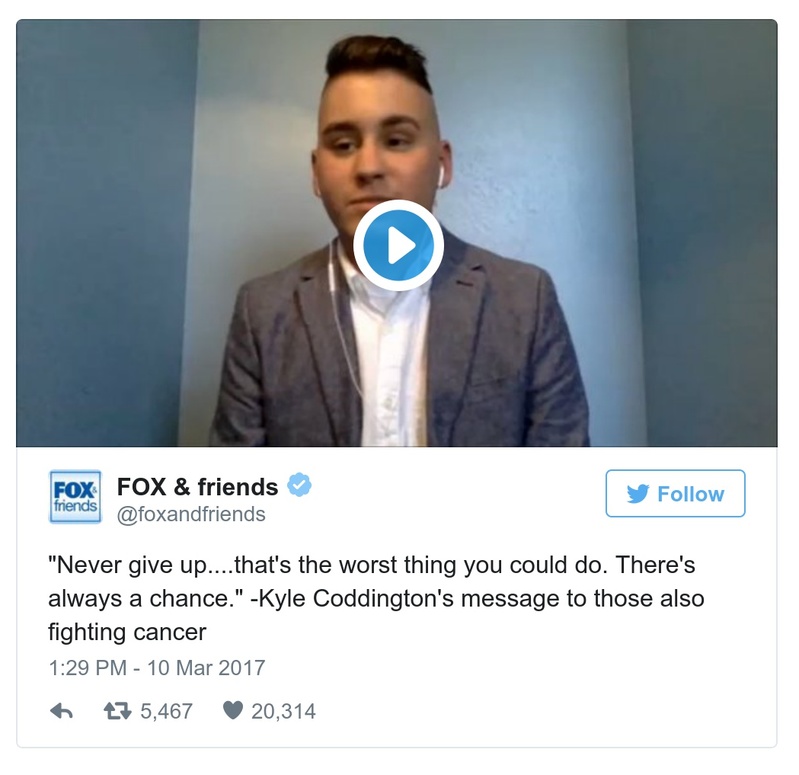 FOX&
friends
FOX & friends
@foxandfriends
Follow
"Never give up....that's the worst thing you could do. There's
always a chance." -Kyle Coddington's message to those also
fighting cancer
1:29 PM - 10 Mar 2017
5,467 20,314